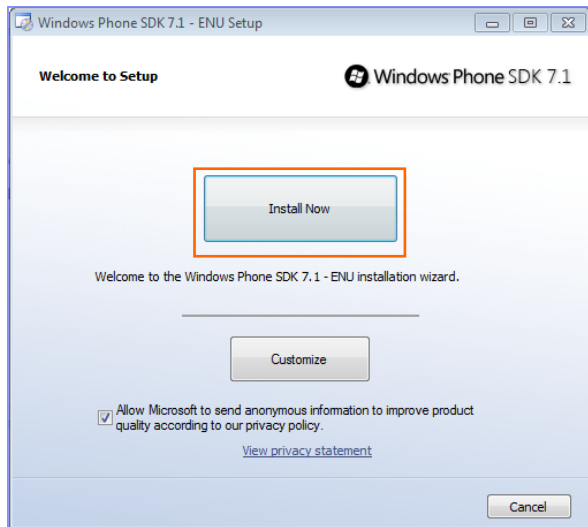 Windows Phone SDK 7.1 - ENU Setup
Welcome to Setup
Windows Phone SDK 7.1
Install Now
Welcome to the Windows Phone SDK 7.1 - ENU installation wizard.
Customize
Allow Microsoft to send anonymous information to improve product
quality according to our privacy policy.
View privacy statement
Cancel